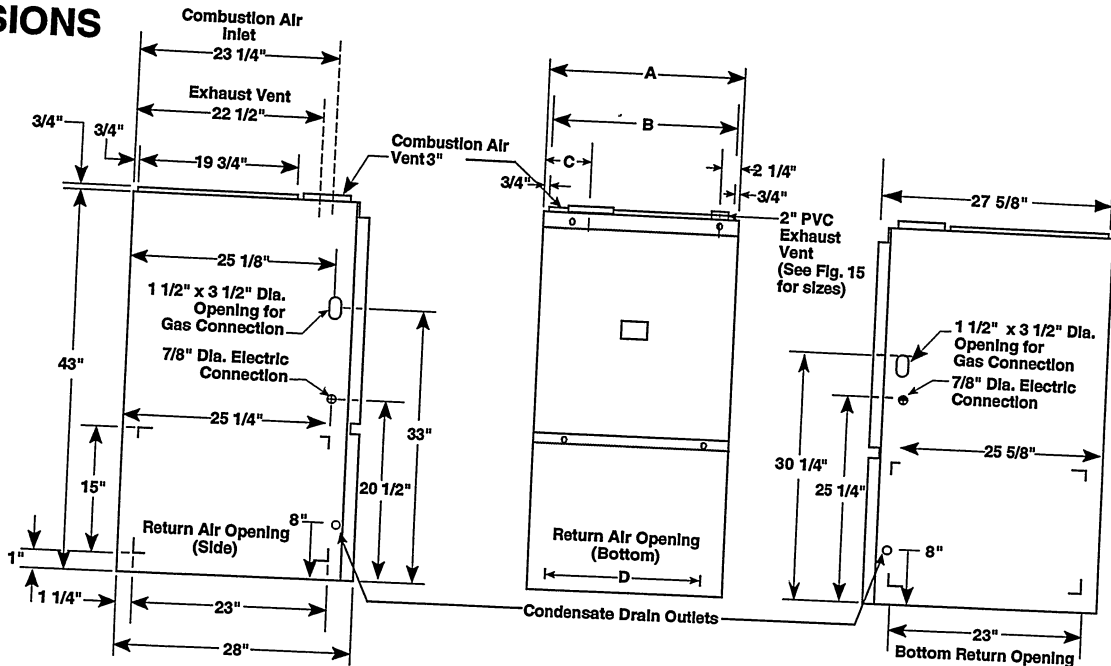 SIONS
Combustion Air
Inlet
23 1/4"
Exhaust Vent
22 1/2"
3/4"
3/4"
19 3/4"
Combustion Air
Vent 3"
25 1/8"
1 1/2" x 3 1/2" Dia.
Opening for
Gas Connection
7/8" Dia. Electric
Connection
43"
25 1/4"
33"
15"
20 1/2"
Return Air Opening
(Side)
8"
1"
1 1/4"
23"
28"
A
B
C
2 1/4"
3/4"
3/4"
2" PVC
Exhaust
Vent
(See Fig. 15
for sizes)
Return Air Opening
(Bottom)
D
Condensate Drain Outlets
27 5/8"
1 1/2" x 3 1/2" Dia.
Opening for
Gas Connection
7/8" Dia. Electric
Connection
30 1/4"
25 1/4"
25 5/8"
8"
23"
Bottom Return Opening